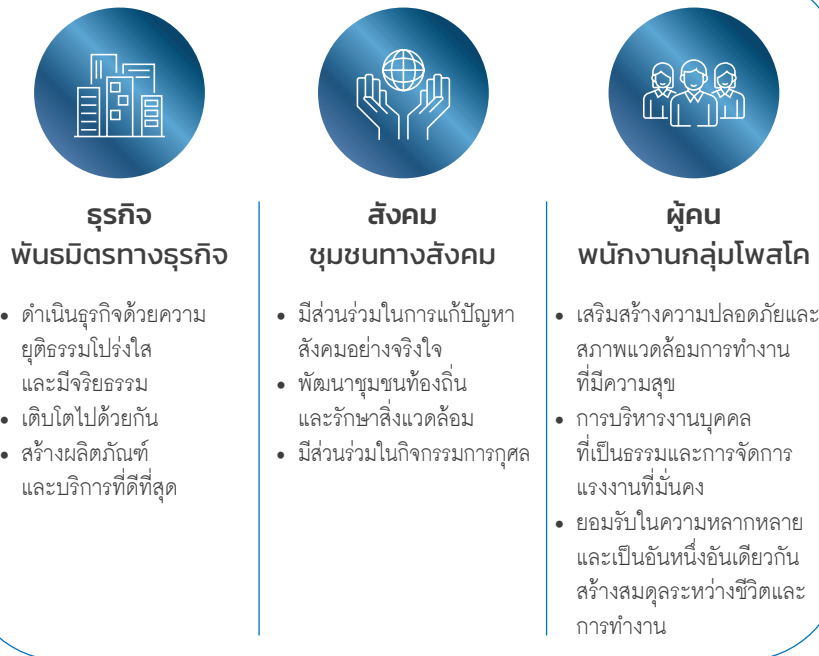 ธุรกิจ
พันธมิตรทางธุรกิจ
• ดำเนินธุรกิจด้วยความ
ยุติธรรมโปร่งใส
และมีจริยธรรม
• เติบโตไปด้วยกัน
• สร้างผลิตภัณฑ์
และบริการที่ดีที่สุด
สังคม
ชุมชนทางสังคม
• มีส่วนร่วมในการแก้ปัญหา
สังคมอย่างจริงใจ
• พัฒนาชุมชนท้องถิ่น
และรักษาสิ่งแวดล้อม
• มีส่วนร่วมในกิจกรรมการกุศล
ผู้คน
พนักงานกลุ่มโพสโค
• เสริมสร้างความปลอดภัยและ
สภาพแวดล้อมการทำงาน
ที่มีความสุข
• การบริหารงานบุคคล
ที่เป็นธรรมและการจัดการ
แรงงานที่มั่นคง
• ยอมรับในความหลากหลาย
และเป็นอันหนึ่งอันเดียวกัน
สร้างสมดุลระหว่างชีวิตและ
การทำงาน